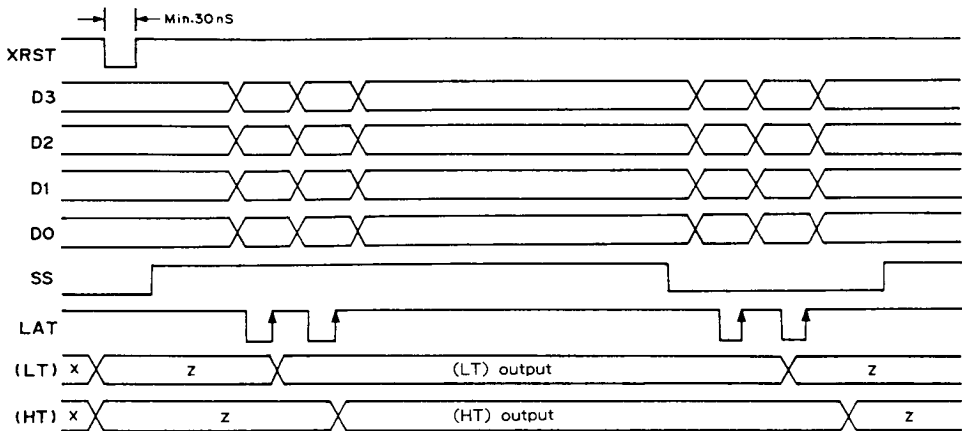 Min.30nS
XRST
D3
D2
D1
D0
SS
LAT
(LT) x z (LT) output z
(HT) x z (HT) output z